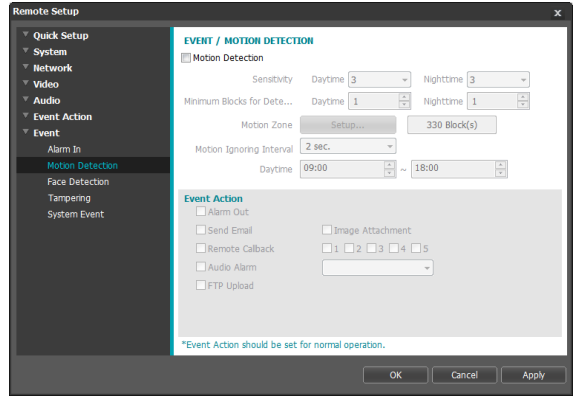 Remote Setup x
Quick Setup
System
Network
Video
Audio
Event Action
Event
Alarm In
Motion Detection
Face Detection
Tampering
System Event
EVENT / MOTION DETECTION
Motion Detection
Sensitivity Daytime 3 Nighttime 3
Minimum Blocks for Dete... Daytime 1 Nighttime 1
Motion Zone Setup... 330 Block(s)
Motion Ignoring Interval 2 sec.
Daytime 09:00 ~ 18:00
Event Action
Alarm Out
Send Email Image Attachment
Remote Callback 1 2 3 4 5
Audio Alarm
FTP Upload
*Event Action should be set for normal operation.
OK Cancel Apply